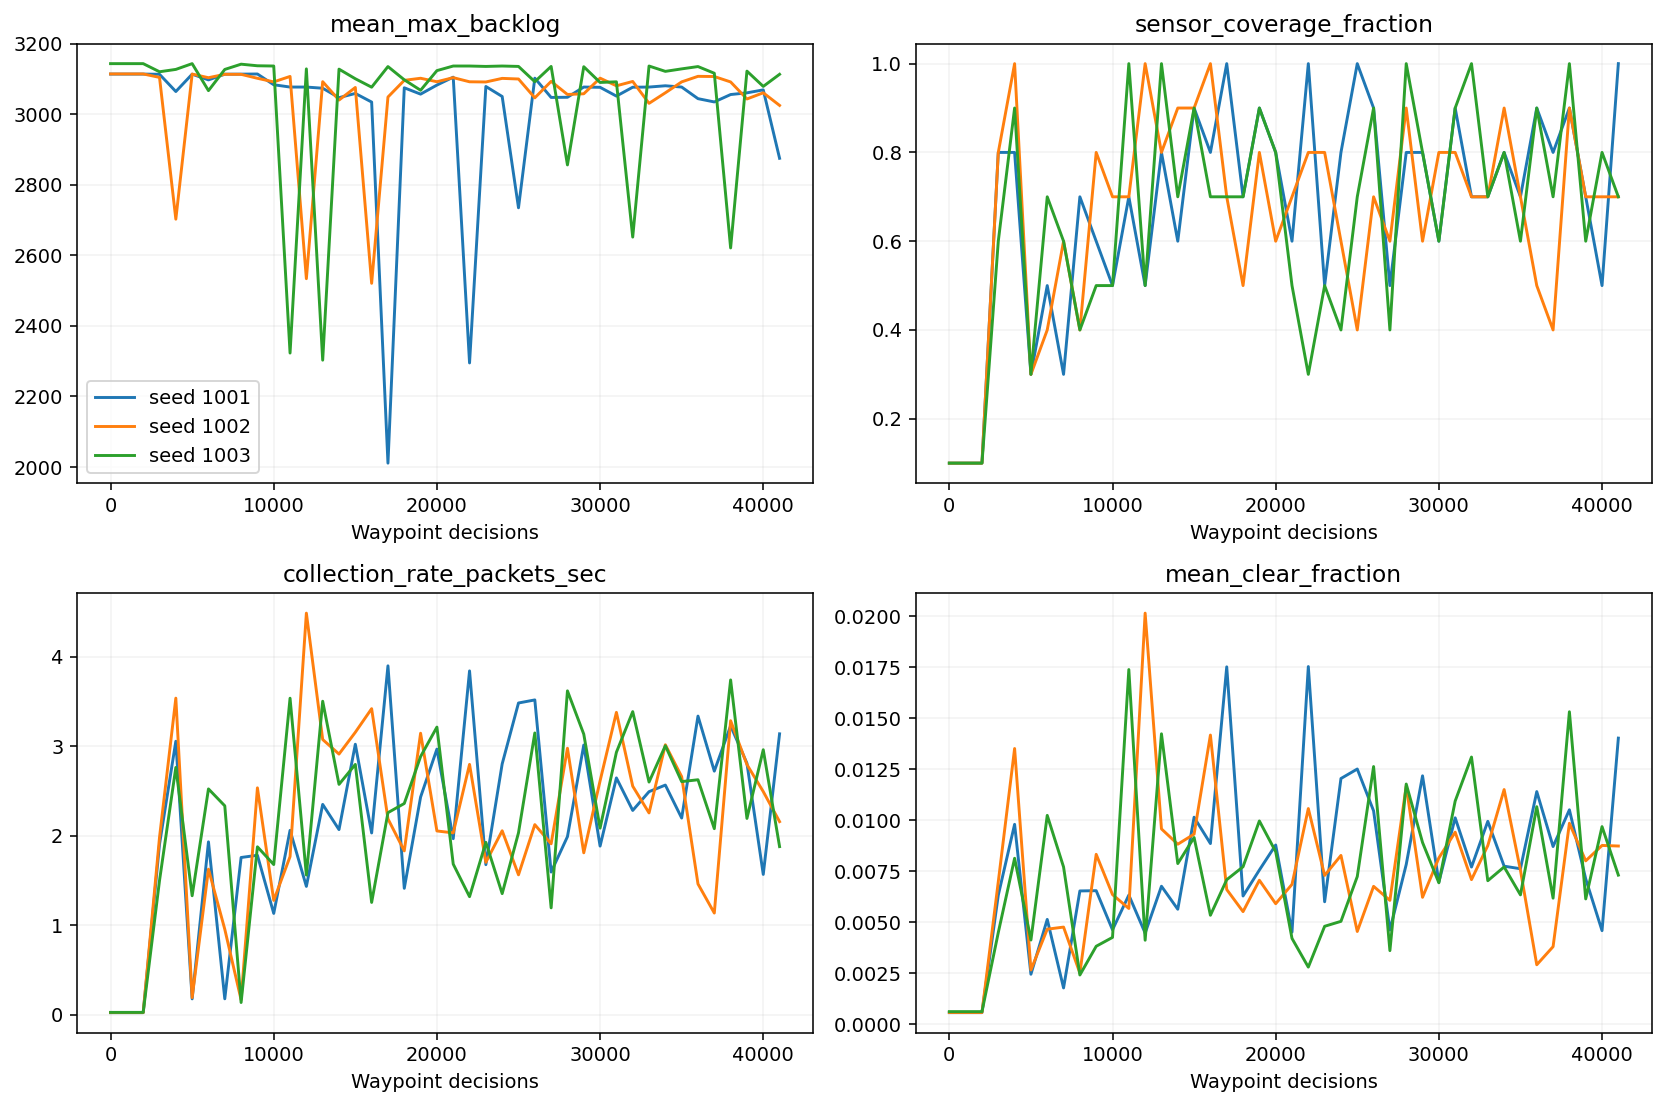 mean_max_backlog
3200
3000
2800
2600
2400
2200
2000
seed 1001
seed 1002
seed 1003
0 10000 20000 30000 40000
Waypoint decisions
sensor_coverage_fraction
1.0
0.8
0.6
0.4
0.2
0 10000 20000 30000 40000
Waypoint decisions
collection_rate_packets_sec
4
3
2
1
0
0 10000 20000 30000 40000
Waypoint decisions
mean_clear_fraction
0.0200
0.0175
0.0150
0.0125
0.0100
0.0075
0.0050
0.0025
0.0000
0 10000 20000 30000 40000
Waypoint decisions